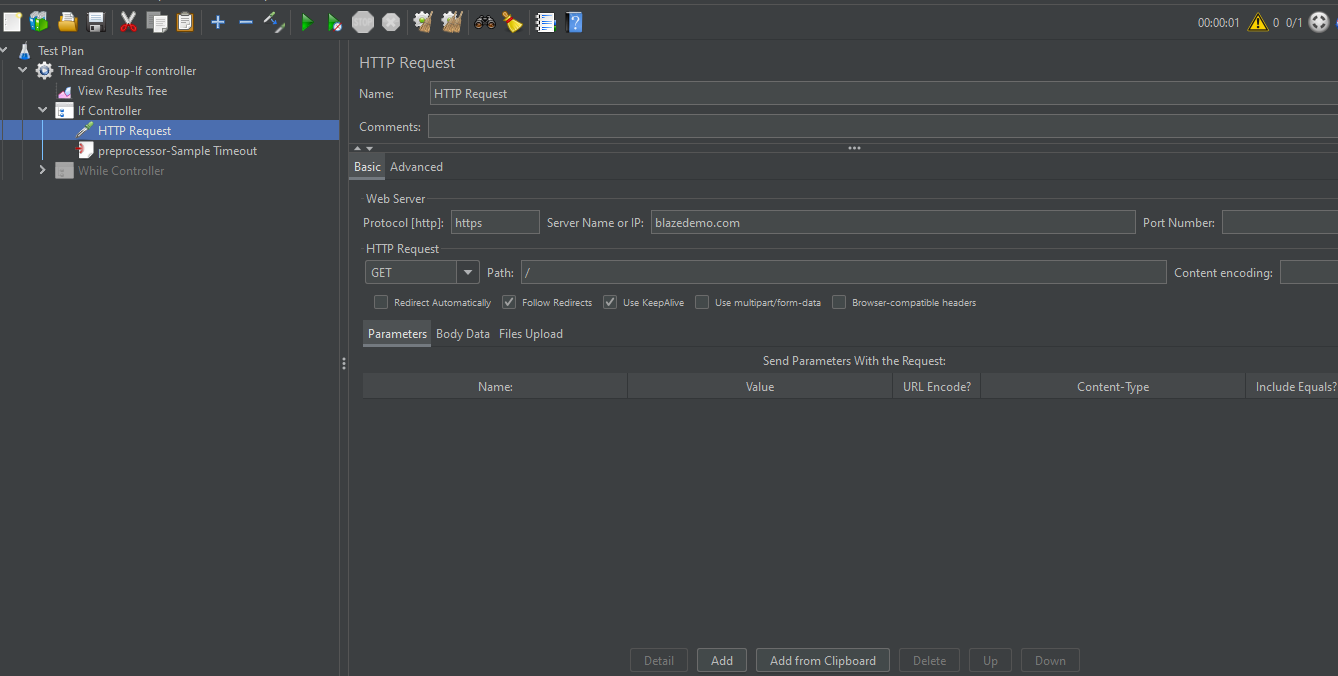 STOP
00:00:01 0 0/1
Test Plan
Thread Group-If controller
View Results Tree
If Controller
HTTP Request
preprocessor-Sample Timeout
While Controller
HTTP Request
Name: HTTP Request
Comments:
Basic Advanced
Web Server
Protocol [http]: https Server Name or IP: blazedemo.com Port Number:
HTTP Request
GET Path: / Content encoding:
Redirect Automatically Follow Redirects Use KeepAlive Use multipart/form-data Browser-compatible headers
Parameters Body Data Files Upload
Send Parameters With the Request:
Name: Value URL Encode? Content-Type Include Equals?
Detail Add Add from Clipboard Delete Up Down